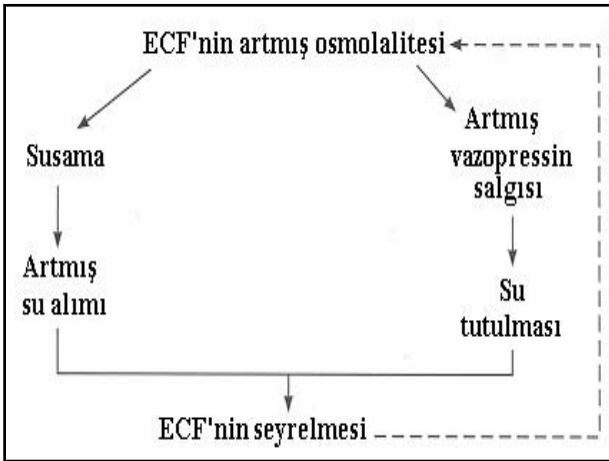 ECF'nin artmış osmolalitesi
Susama
Artmış
vazopressin
salgısı
Artmış
su alımı
Su
tutulması
ECF'nin seyrelmesi